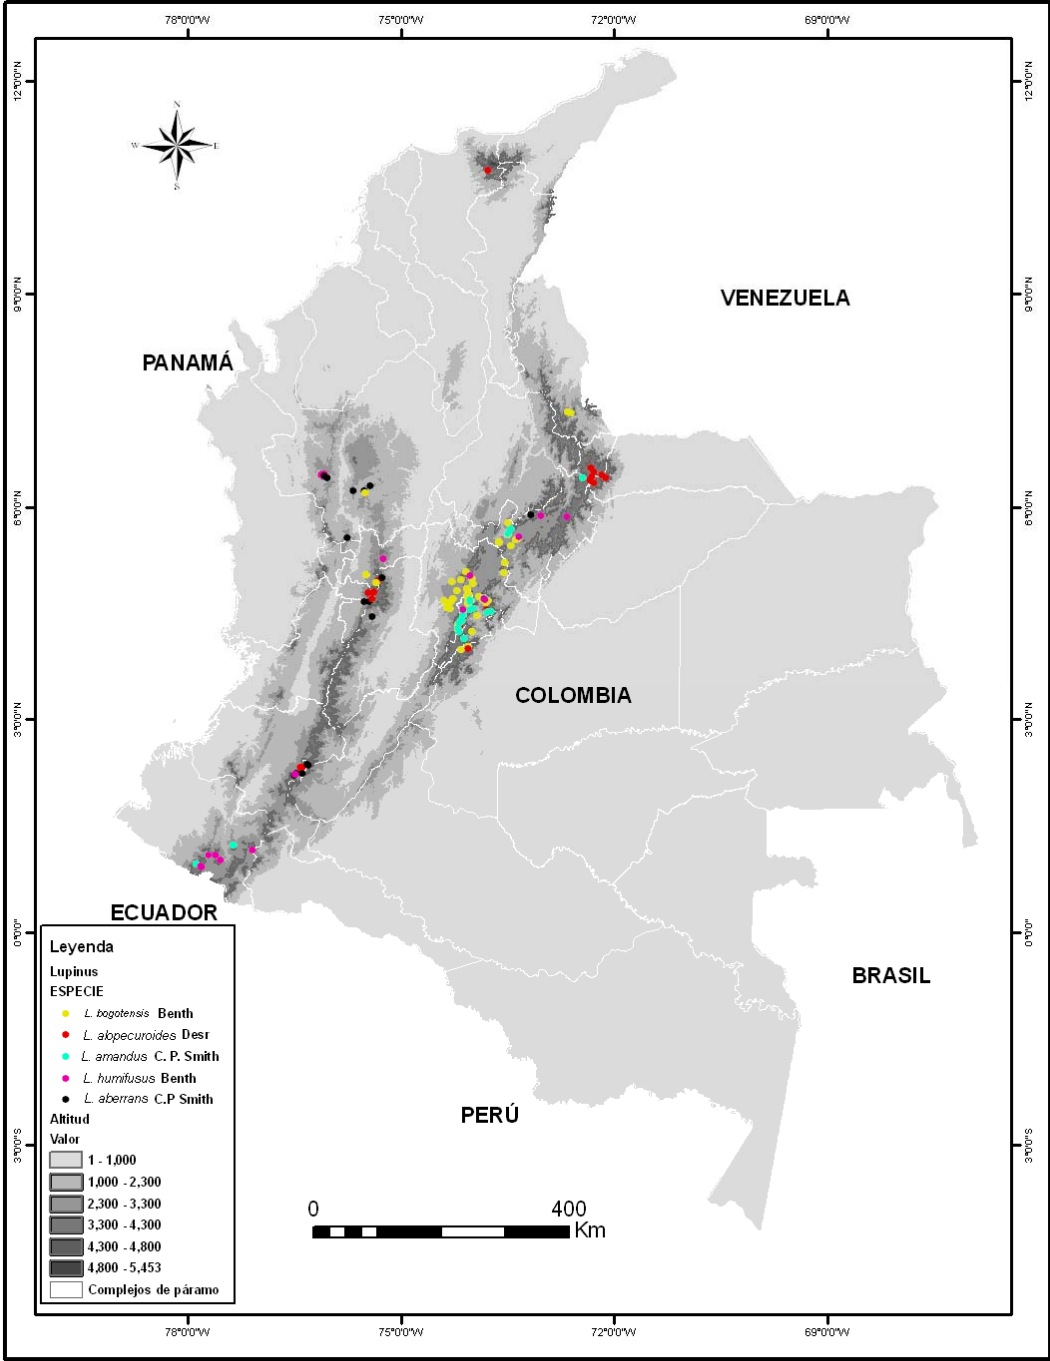 78°0'0"W 75°0'0"W 72°0'0"W 69°0'0"W
12°0'0"N 12°0'0"N
N
W E
S
9°0'0"N 9°0'0"N
VENEZUELA
PANAMÁ
6°0'0"N 6°0'0"N
COLOMBIA
3°0'0"N 3°0'0"N
ECUADOR
0°0'0" 0°0'0"
BRASIL
PERÚ
Leyenda
Lupinus
ESPECIE
L. bogotensis Benth
L. alopecuroides Desr
L. amandus C. P. Smith
L. humifusus Benth
L. aberrans C.P Smith
Altitud
Valor
1 - 1,000
1,000 - 2,300
2,300 - 3,300
3,300 - 4,300
4,300 - 4,800
4,800 - 5,453
Complejos de páramo
3°0'0"S 3°0'0"S
0 400
Km
78°0'0"W 75°0'0"W 72°0'0"W 69°0'0"W